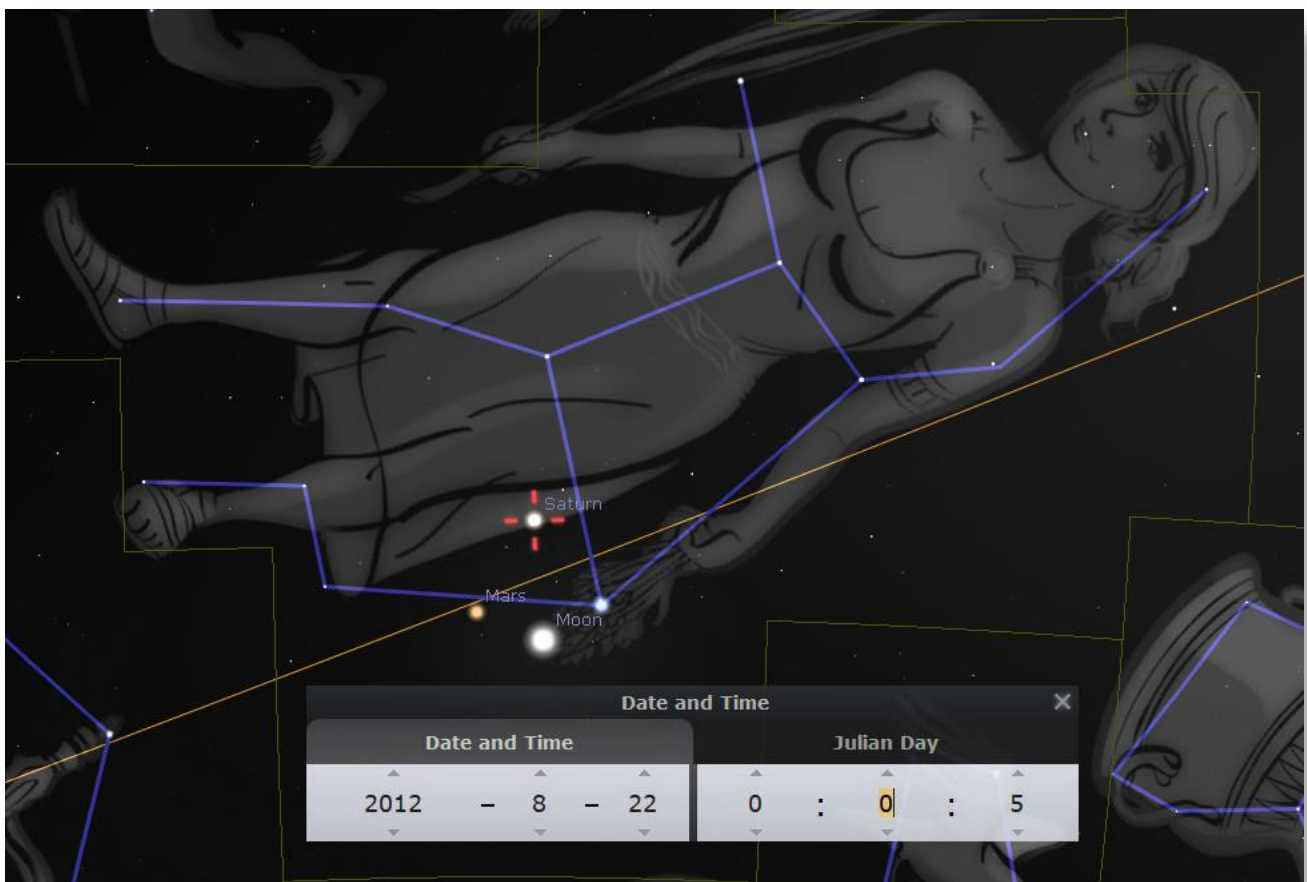 Saturn
Mars
Moon
Date and Time
Date and Time Julian Day
2012 - 8 - 22 0 : 0 : 5